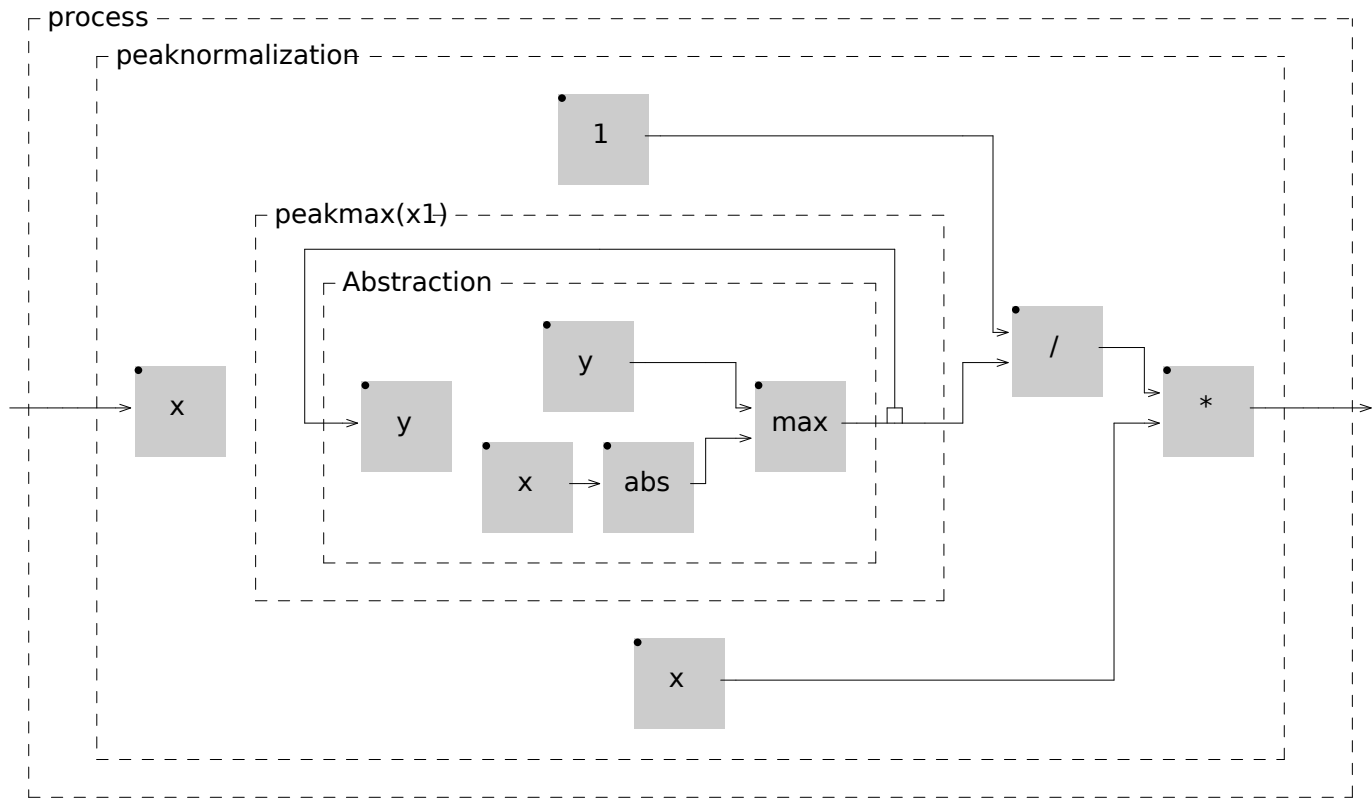 process
peaknormalization
1
peakmax(x1)
Abstraction
y
/
x
y
max
*
x
abs
x